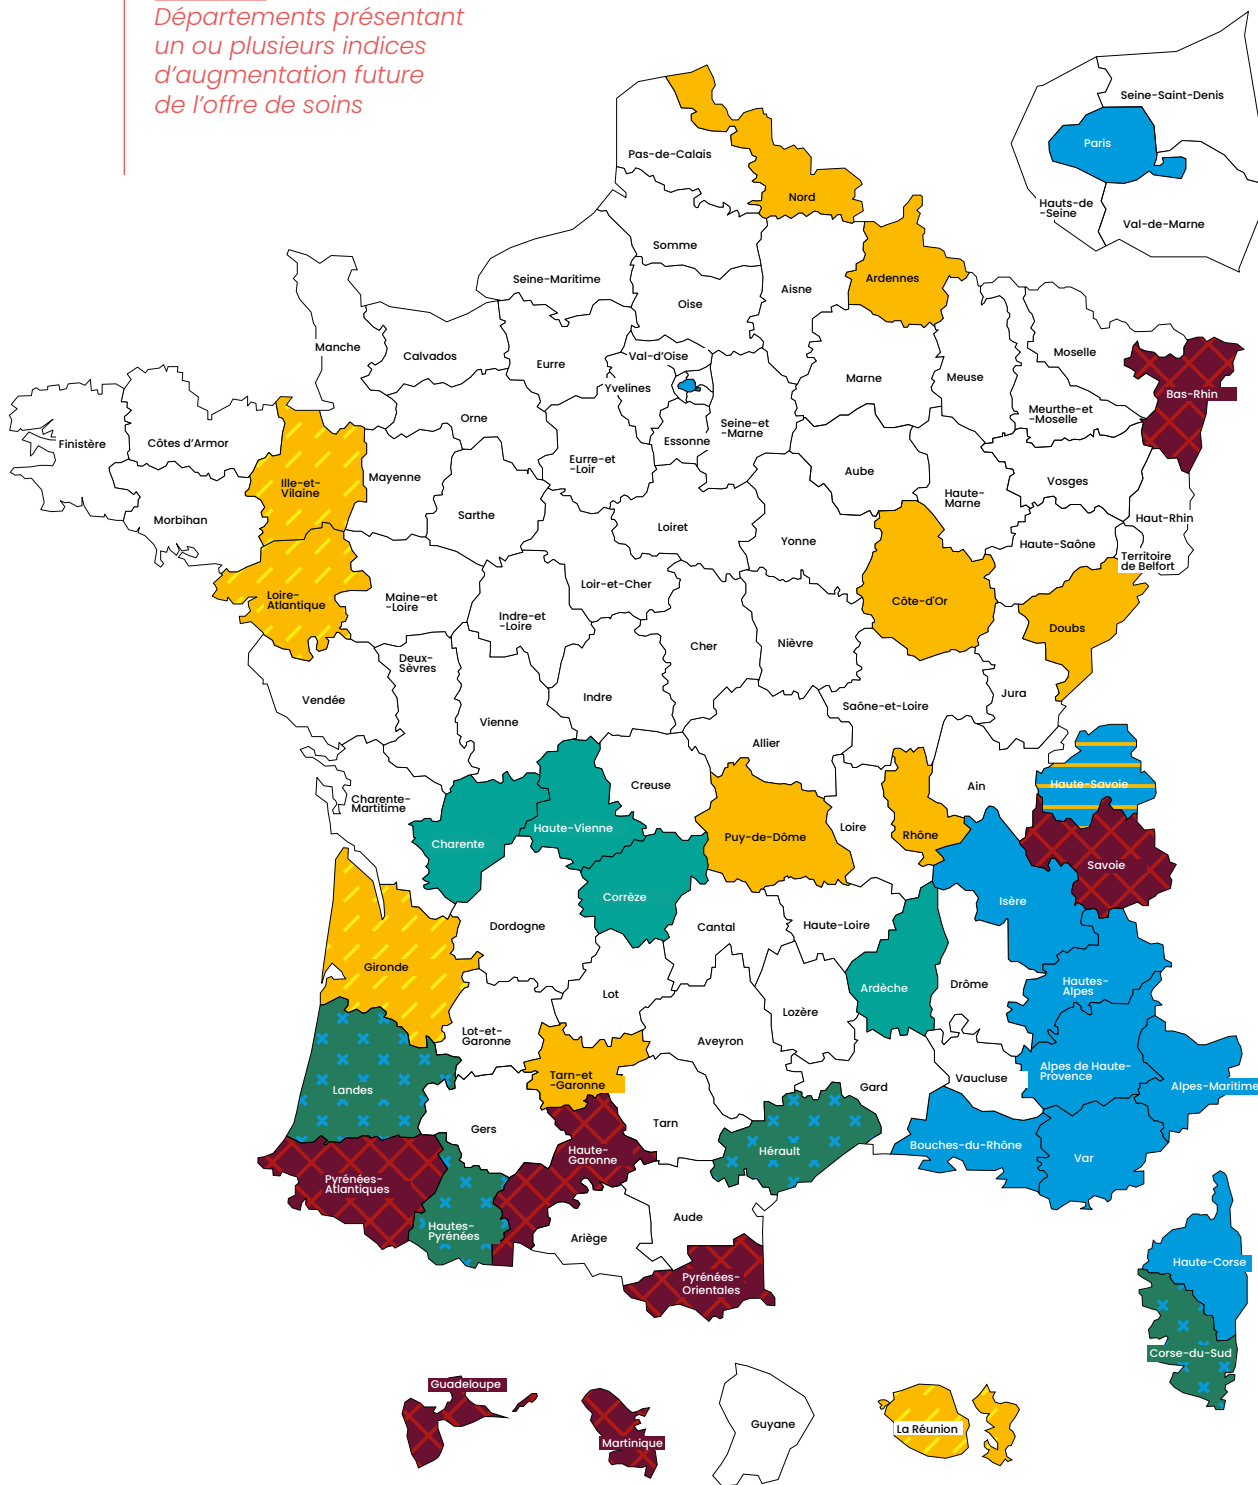 Départements présentant
un ou plusieurs indices
d’augmentation future
de l’offre de soins
Seine-Saint-Denis
Paris
Hauts-de
-Seine
Val-de-Marne
Pas-de-Calais
Nord
Somme
Seine-Maritime
Oise
Aisne
Ardennes
Manche
Calvados
Eurre
Val-d’Oise
Yvelines
Marne
Meuse
Moselle
Bas-Rhin
Finistère
Côtes d’Armor
Orne
Essonne
Seine-et
-Marne
Meurthe-et
-Moselle
Ille-et-
Vilaine
Mayenne
Eurre-et
-Loir
Aube
Haute-
Marne
Vosges
Morbihan
Sarthe
Loiret
Yonne
Haute-Saône
Haut-Rhin
Territoire
de Belfort
Loire-
Atlantique
Maine-et
-Loire
Indre-et
-Loire
Loir-et-Cher
Cher
Nièvre
Côte-d’Or
Doubs
Vendée
Deux-
Sèvres
Vienne
Indre
Saône-et-Loire
Jura
Allier
Charente-
Martitime
Charente
Haute-Vienne
Creuse
Puy-de-Dôme
Loire
Rhône
Ain
Haute-Savoie
Savoie
Corrèze
Isère
Dordogne
Cantal
Haute-Loire
Gironde
Lot
Lozère
Ardèche
Drôme
Hautes-
Alpes
Lot-et-
Garonne
Aveyron
Landes
Tarn-et
-Garonne
Gard
Vaucluse
Alpes de Haute-
Provence
Alpes-Maritime
Gers
Tarn
Hérault
Bouches-du-Rhône
Var
Pyrénées-
Atlantiques
Haute-
Garonne
Hautes-
Pyrénées
Ariège
Aude
Pyrénées-
Orientales
Haute-Corse
Corse-du-Sud
Guadeloupe
Martinique
Guyane
La Réunion